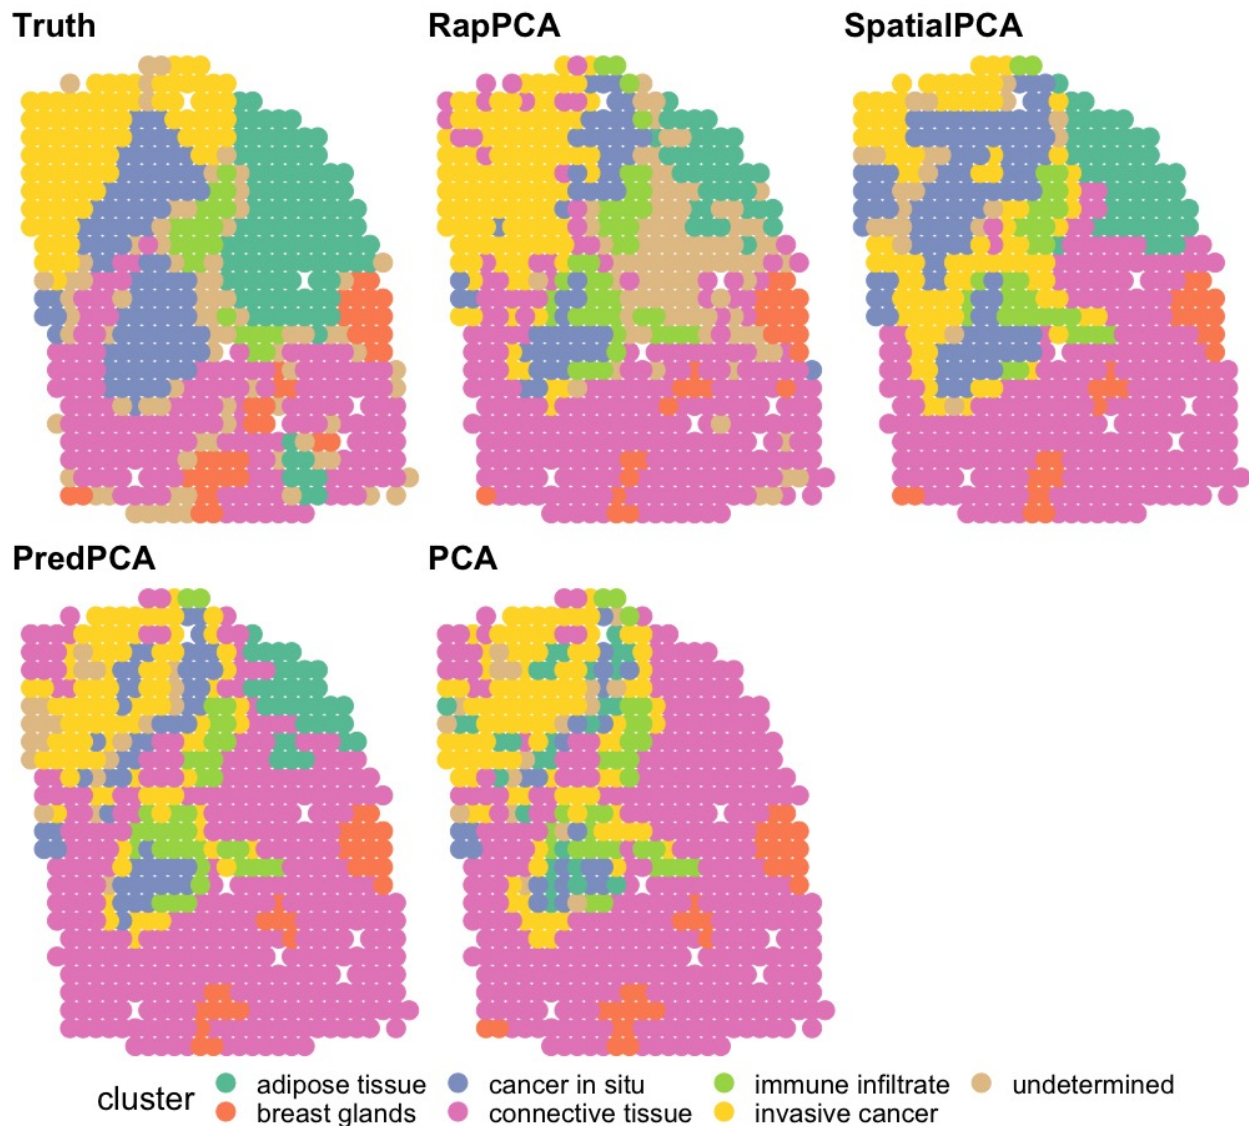 Truth RapPCA SpatialPCA
PredPCA PCA
cluster
adipose tissue cancer in situ immune infiltrate undetermined
breast glands connective tissue invasive cancer